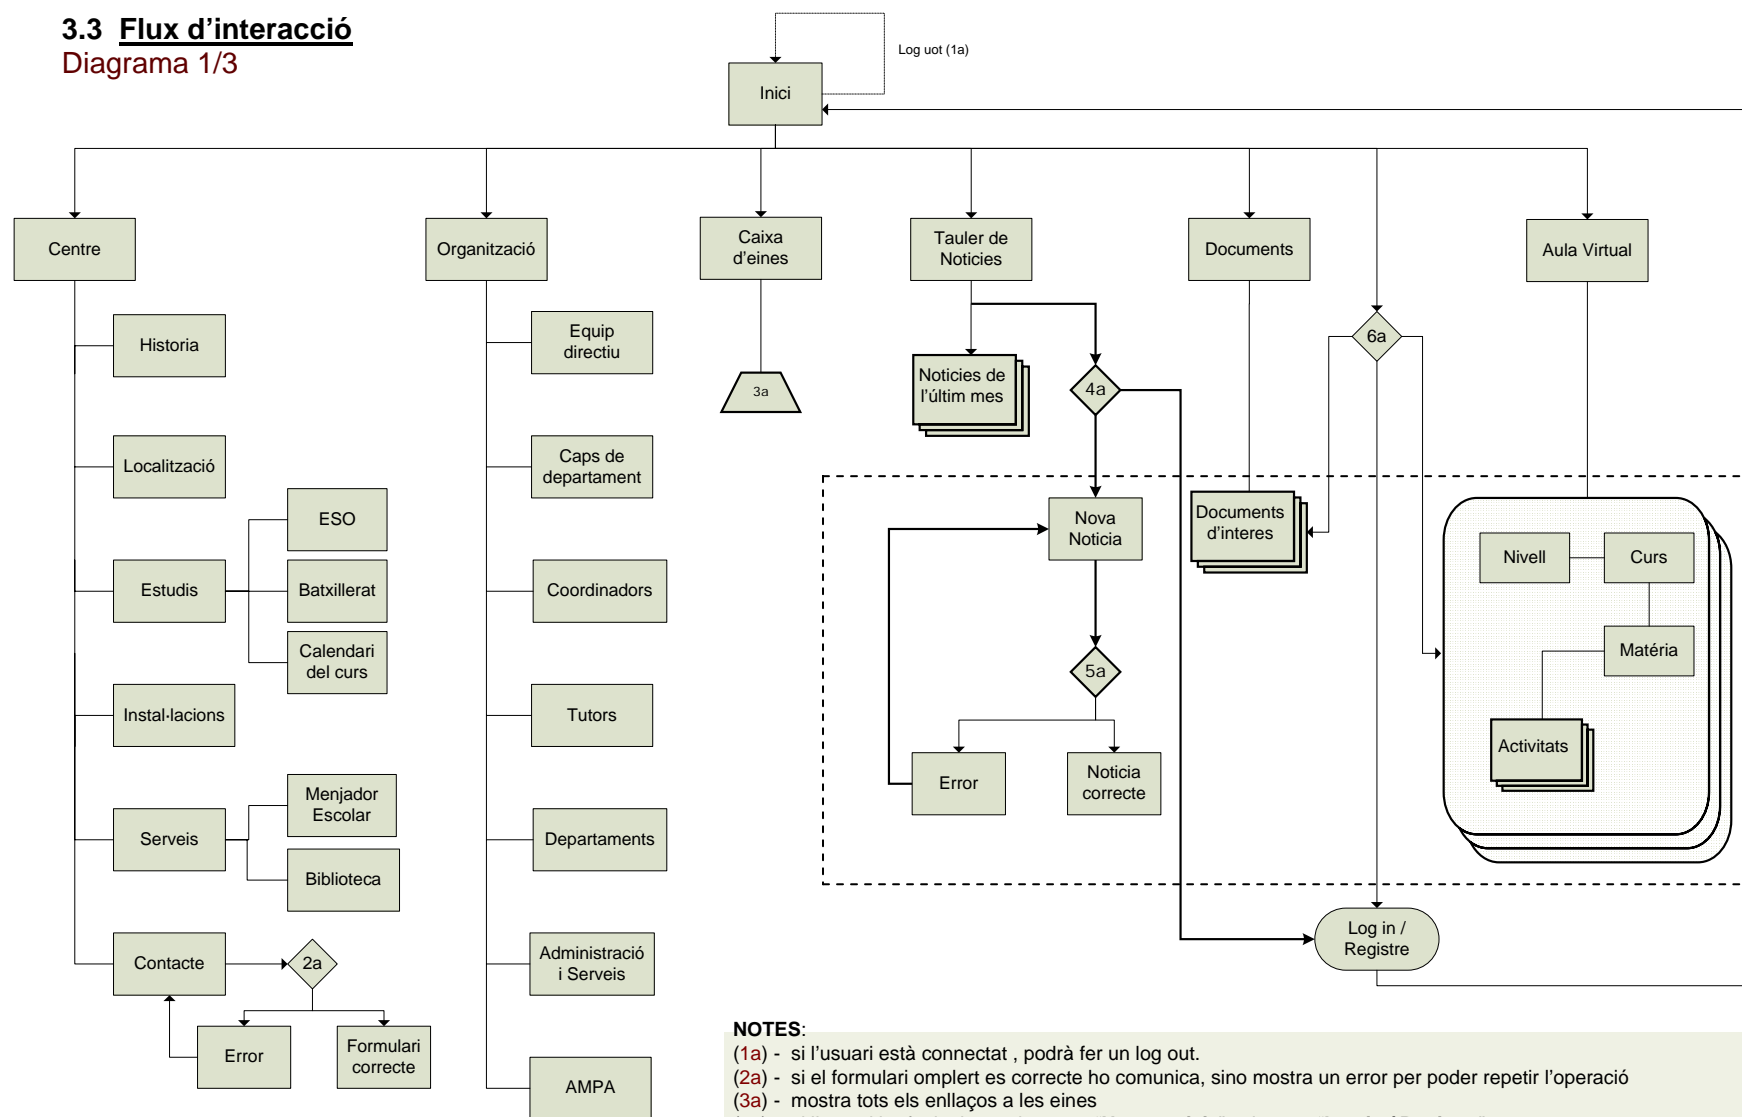 3.3 Flux d'interacció
Diagrama 1/3
Log uot (1a)
Inici
Centre
Organització
Caixa
d'eines
Tauler de
Noticies
Documents
Aula Virtual
Historia
Localització
Estudis
ESO
Batxillerat
Calendari
del curs
Instal·lacions
Serveis
Menjador
Escolar
Biblioteca
Contacte
2a
Error
Formulari
correcte
Equip
directiu
Caps de
departament
Coordinadors
Tutors
Departaments
Administració
i Serveis
AMPA
3a
Noticies de
l'últim mes
4a
6a
Nova
Noticia
5a
Error
Noticia
correcte
Documents
d'interes
Nivell
Curs
Matéria
Activitats
Log in /
Registre
NOTES:
(1a) - si l'usuari està connectat , podrà fer un log out.
(2a) - si el formulari omplert es correcte ho comunica, sino mostra un error per poder repetir l'operació
(3a) - mostra tots els enllaços a les eines